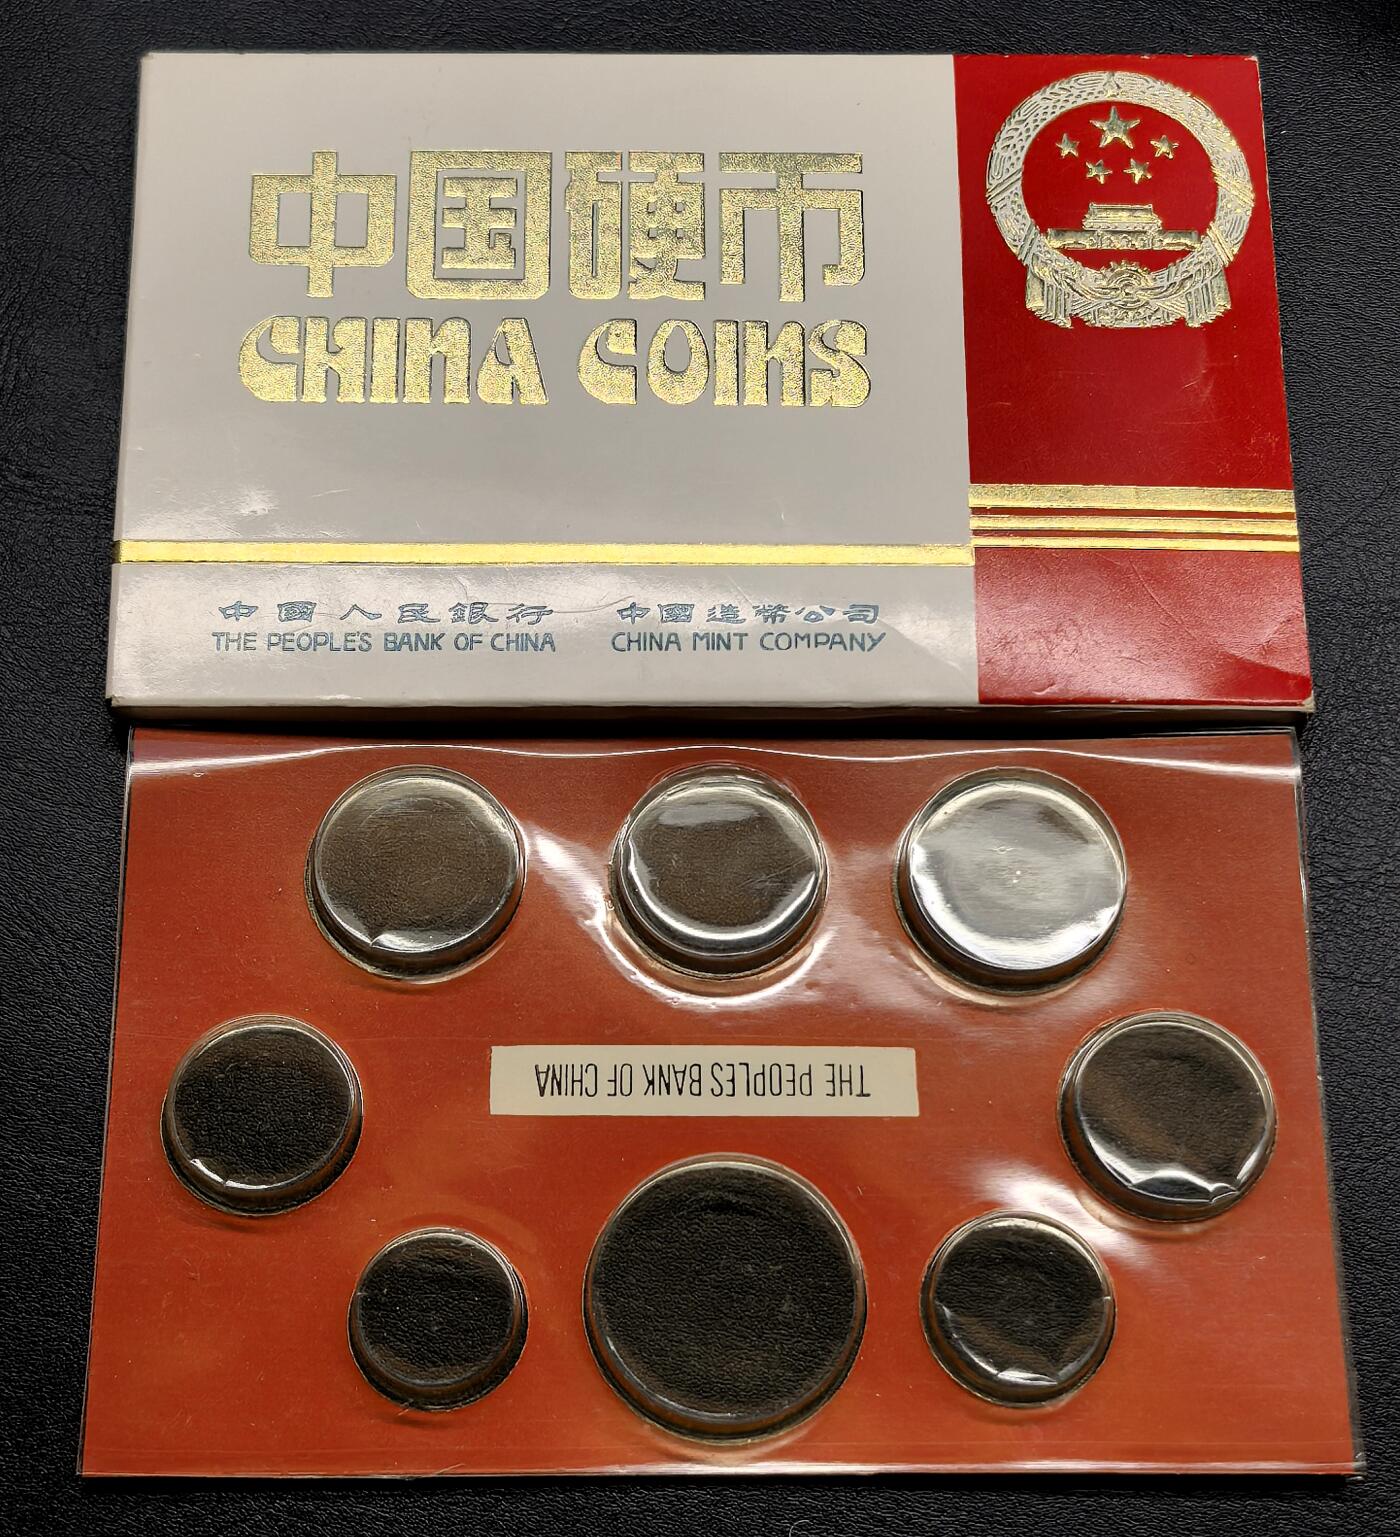 中国硬币
CHINA COINS
中國人民銀行 中國造幣公司
THE PEOPLE'S BANK OF CHINA CHINA MINT COMPANY
THE PEOPLES BANK OF CHINA